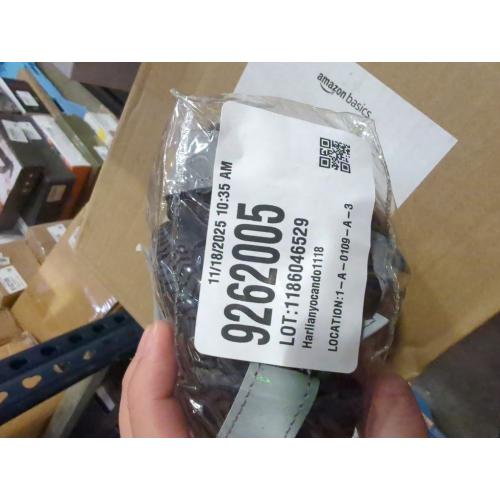 amazon basics
11/18/2025 10:35 AM
9262005
LOT:1186046529
Harlianyocando1118
LOCATION:1-A-0109-A-3